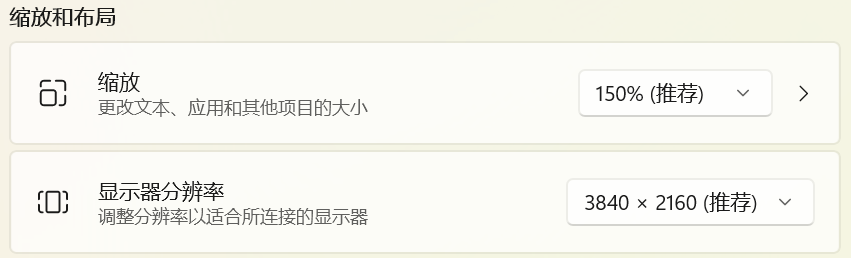 缩放和布局
缩放
更改文本、应用和其他项目的大小
150% (推荐)
显示器分辨率
调整分辨率以适合所连接的显示器
3840 × 2160 (推荐)